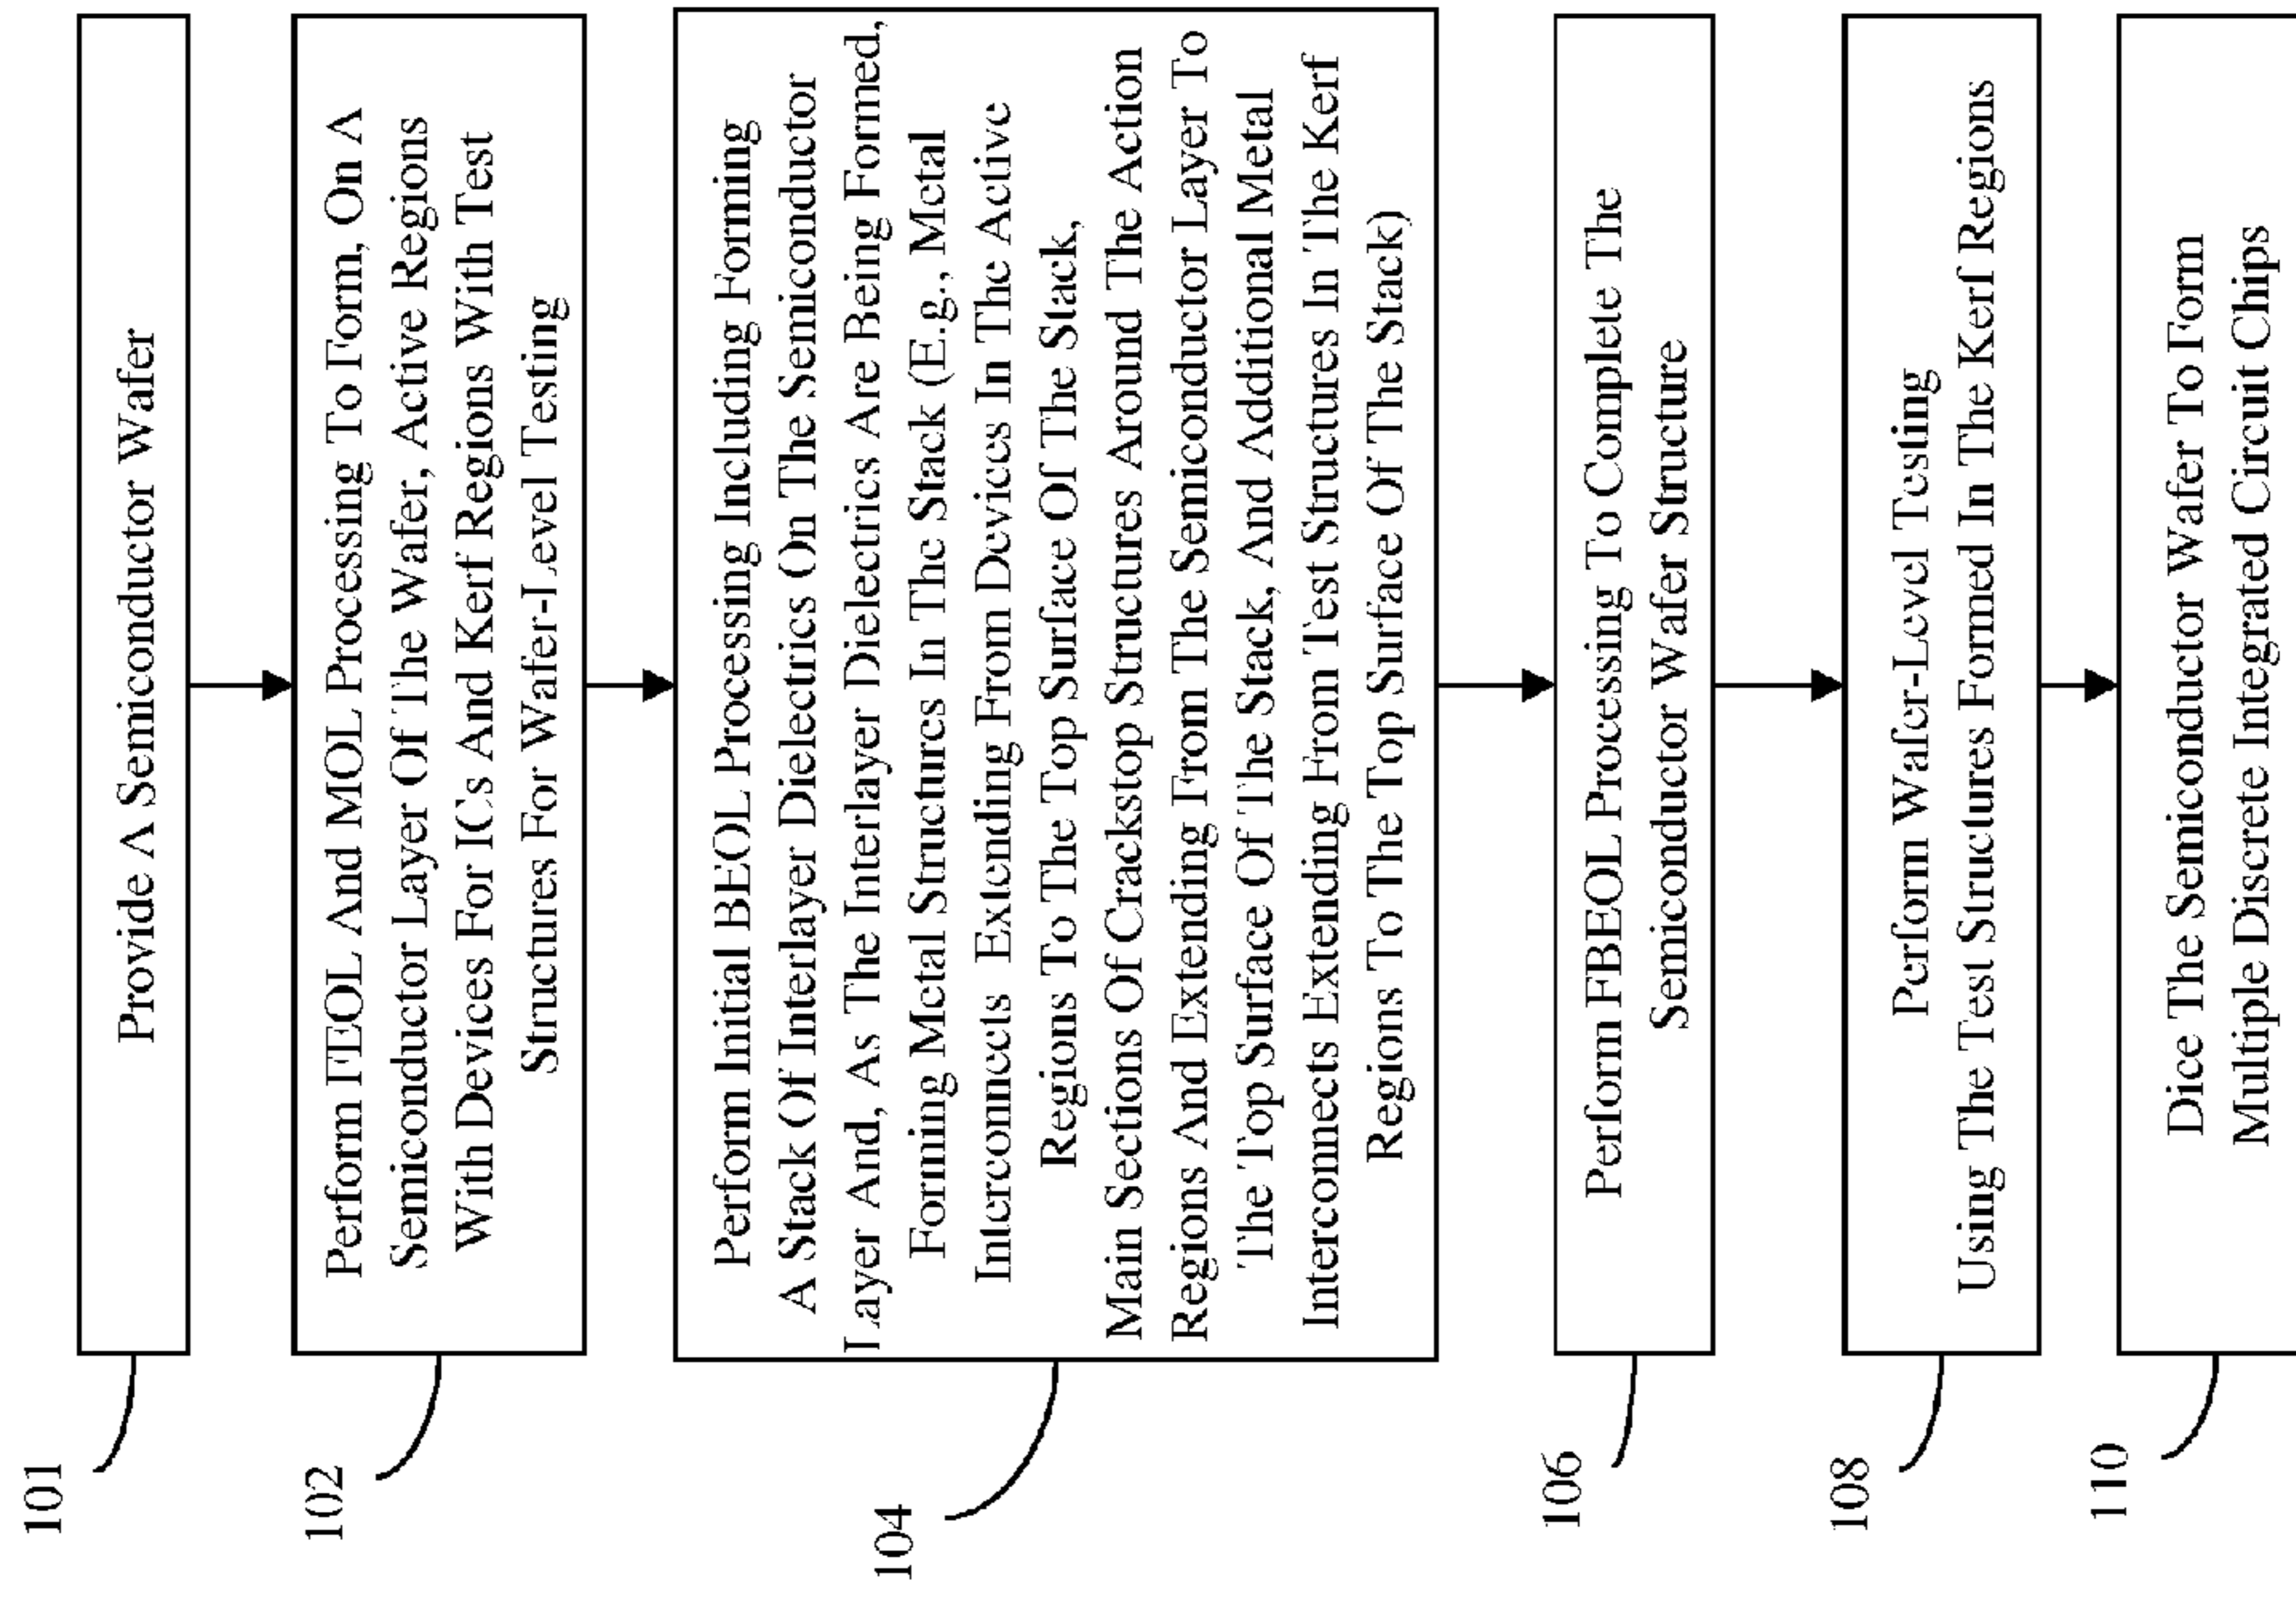 101
Provide A Semiconductor Wafer
102
Perform FEOL And MOL Processing To Form, On A
Semiconductor Layer Of The Wafer, Active Regions
With Devices For ICs And Kerf Regions With Test
Structures For Wafer-Level Testing
104
Perform Initial BEOL Processing Including Forming
A Stack Of Interlayer Dielectrics On The Semiconductor
Layer And, As The Interlayer Dielectrics Are Being Formed,
Forming Metal Structures In The Stack (E.g., Metal
Interconnects Extending From Devices In The Active
Regions To The Top Surface Of The Stack,
Main Sections Of Crackstop Structures Around The Action
Regions And Extending From The Semiconductor Layer To
The Top Surface Of The Stack, And Additional Metal
Interconnects Extending From Test Structures In The Kerf
Regions To The Top Surface Of The Stack)
106
Perform FBEOL Processing To Complete The
Semiconductor Wafer Structure
108
Perform Wafer-Level Testing
Using The Test Structures Formed In The Kerf Regions
110
Dice The Semiconductor Wafer To Form
Multiple Discrete Integrated Circuit Chips